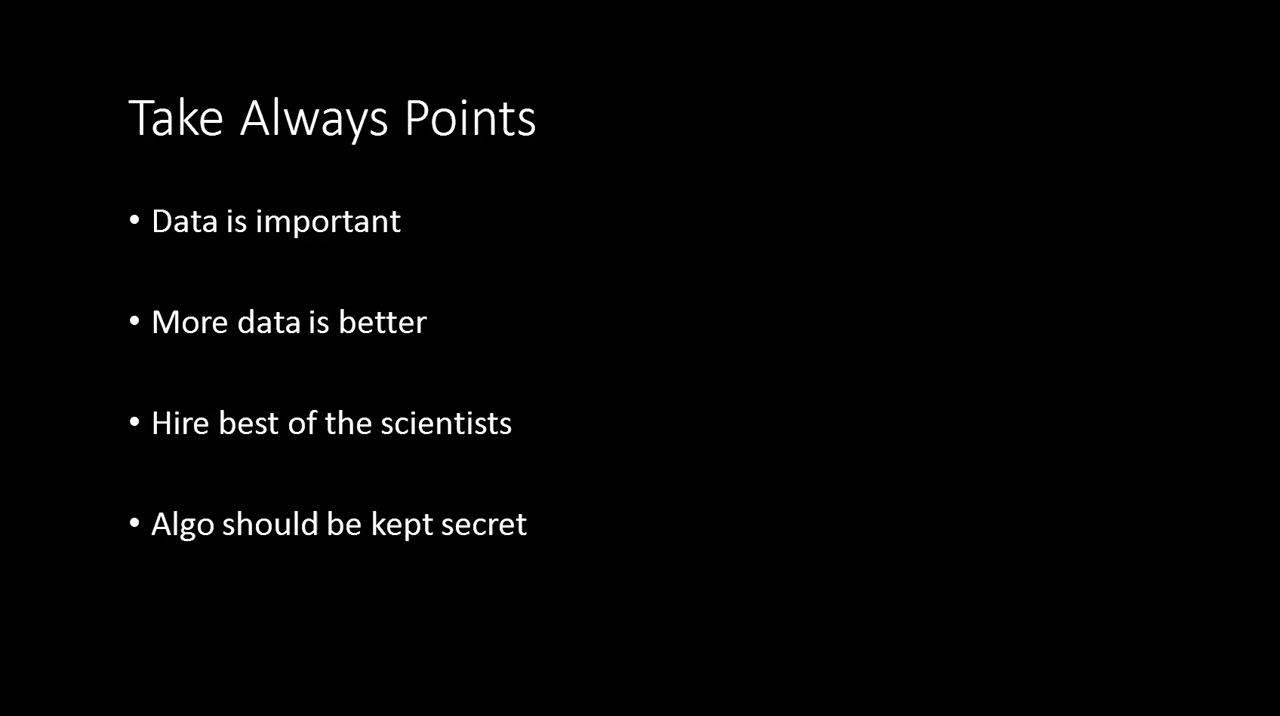 Take Always Points
• Data is important
• More data is better
• Hire best of the scientists
• Algo should be kept secret